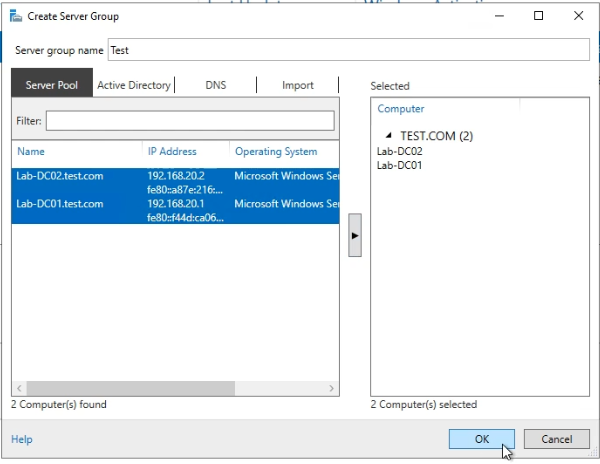 Create Server Group
Server group name Test
Server Pool Active Directory DNS Import
Filter:
Name IP Address Operating System
Lab-DC02.test.com 192.168.20.2 Microsoft Windows Ser
fe80::a87e:216:...
Lab-DC01.test.com 192.168.20.1 Microsoft Windows Ser
fe80::f44d:ca06...
2 Computer(s) found
Selected
Computer
TEST.COM (2)
Lab-DC02
Lab-DC01
2 Computer(s) selected
Help OK Cancel